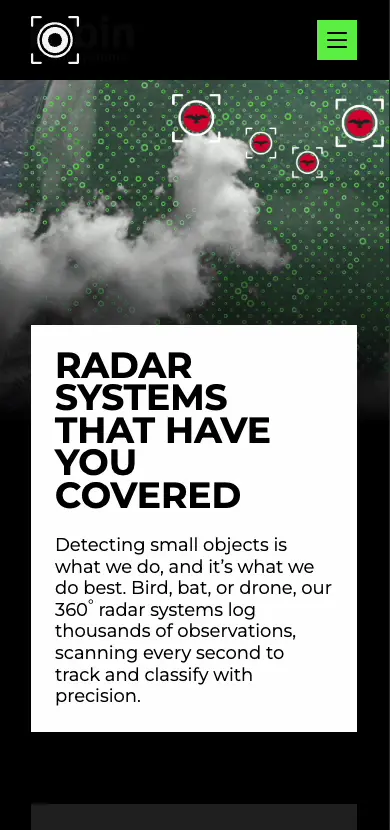 RADAR
SYSTEMS
THAT HAVE
YOU
COVERED
Detecting small objects is
what we do, and it's what we
do best. Bird, bat, or drone, our
360° radar systems log
thousands of observations,
scanning every second to
track and classify with
precision.